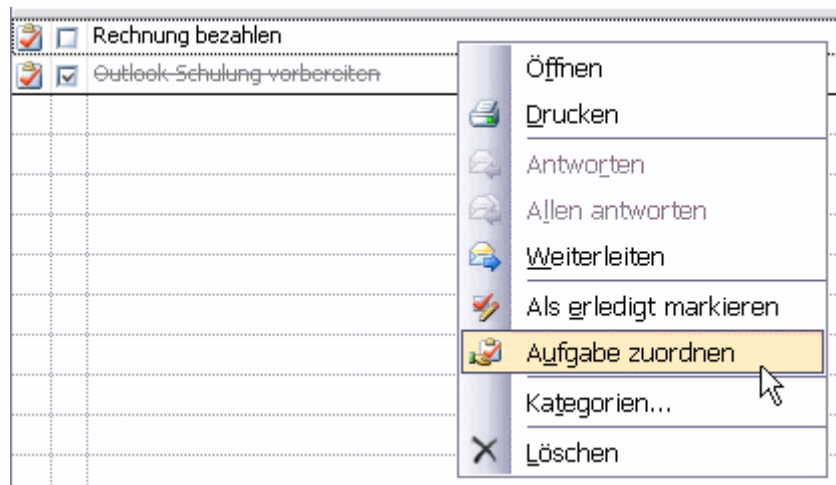 Rechnung bezahlen
Outlook-Schulung vorbereiten
Öffnen
Drucken
Antworten
Allen antworten
Weiterleiten
Als erledigt markieren
Aufgabe zuordnen
Kategorien...
Löschen